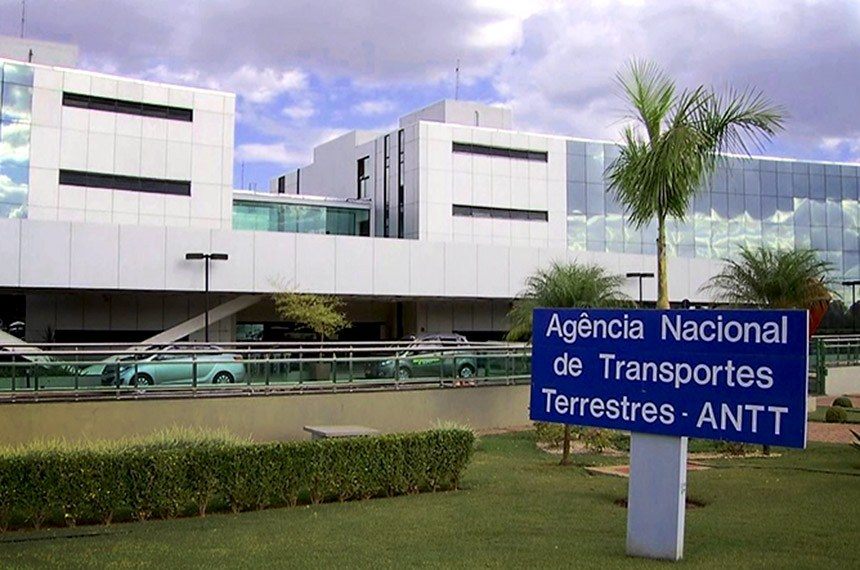 Agência Nacional
de Transportes
Terrestres - ANTT